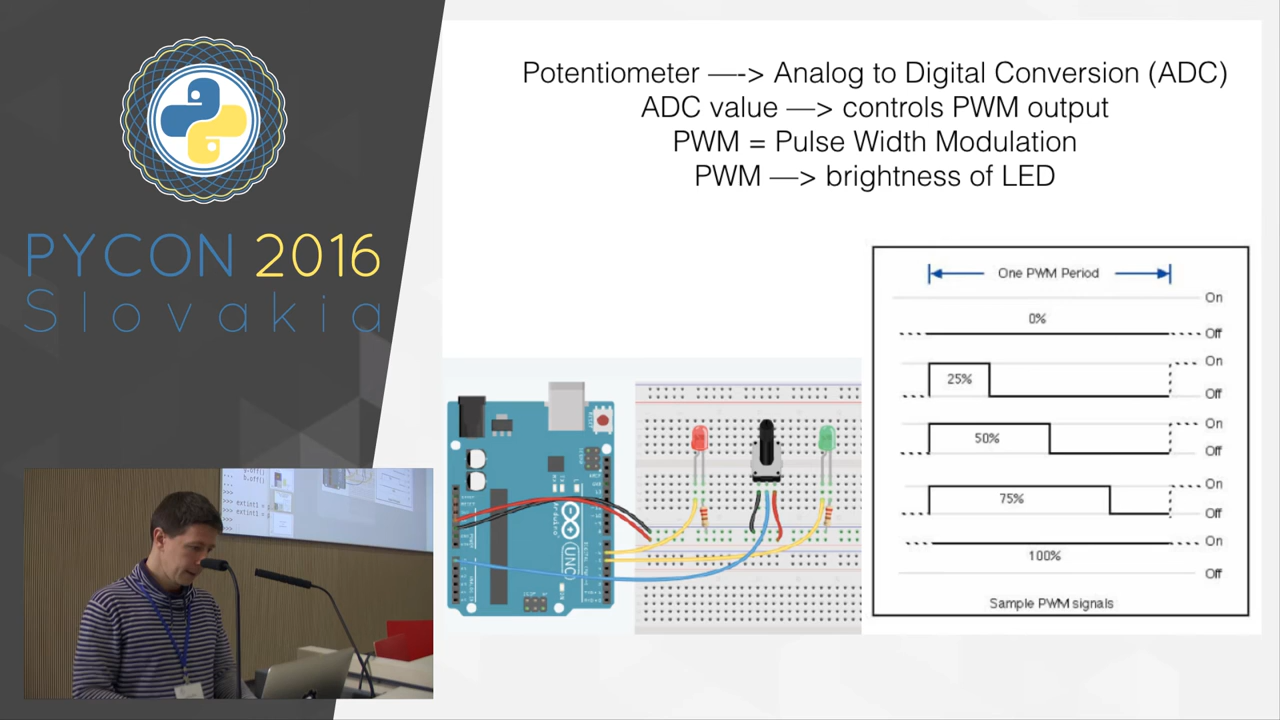 PYCON 2016
Slovakia
Potentiometer —-> Analog to Digital Conversion (ADC)
ADC value —> controls PWM output
PWM = Pulse Width Modulation
PWM —> brightness of LED
One PWM Period
On
0%
Off
On
25%
Off
On
50%
Off
On
75%
Off
On
100%
Off
Sample PWM signals
>>>
>>> extint1 =
>>> extint1 =